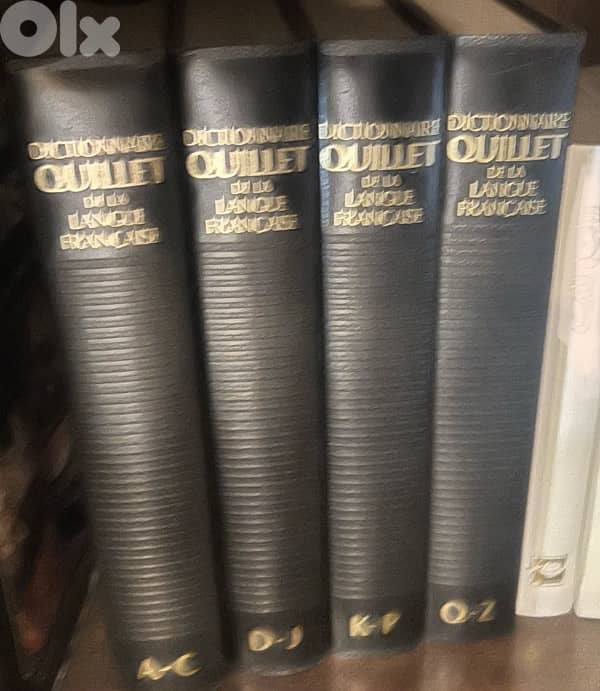 Olx
DICTIONNAIRE
QUILLET
DE LA
LANGUE
FRANÇAISE
A-C
DICTIONNAIRE
QUILLET
DE LA
LANGUE
FRANÇAISE
D-J
DICTIONNAIRE
QUILLET
DE LA
LANGUE
FRANÇAISE
K-P
DICTIONNAIRE
QUILLET
DE LA
LANGUE
FRANÇAISE
Q-Z